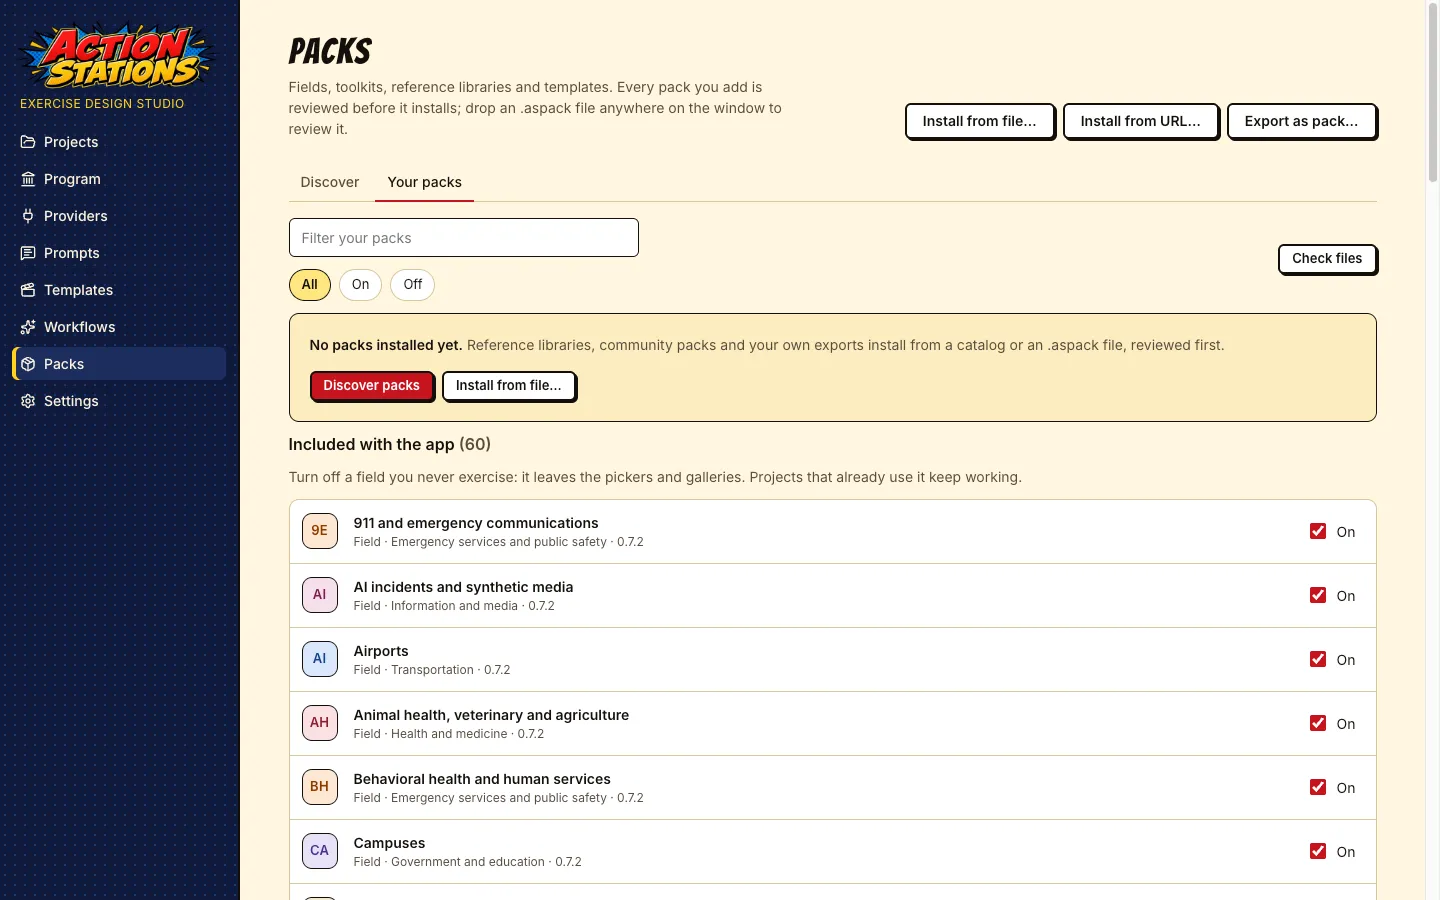 ACTION
STATIONS
EXERCISE DESIGN STUDIO
Projects
Program
Providers
Prompts
Templates
Workflows
Packs
Settings
PACKS
Fields, toolkits, reference libraries and templates. Every pack you add is
reviewed before it installs; drop an .aspack file anywhere on the window to
review it.
Install from file...
Install from URL...
Export as pack...
Discover
Your packs
Filter your packs
All
On
Off
Check files
No packs installed yet. Reference libraries, community packs and your own exports install from a catalog or an .aspack file, reviewed first.
Discover packs
Install from file...
Included with the app (60)
Turn off a field you never exercise: it leaves the pickers and galleries. Projects that already use it keep working.
9E
911 and emergency communications
Field · Emergency services and public safety · 0.7.2
On
AI
AI incidents and synthetic media
Field · Information and media · 0.7.2
On
AI
Airports
Field · Transportation · 0.7.2
On
AH
Animal health, veterinary and agriculture
Field · Health and medicine · 0.7.2
On
BH
Behavioral health and human services
Field · Emergency services and public safety · 0.7.2
On
CA
Campuses
Field · Government and education · 0.7.2
On